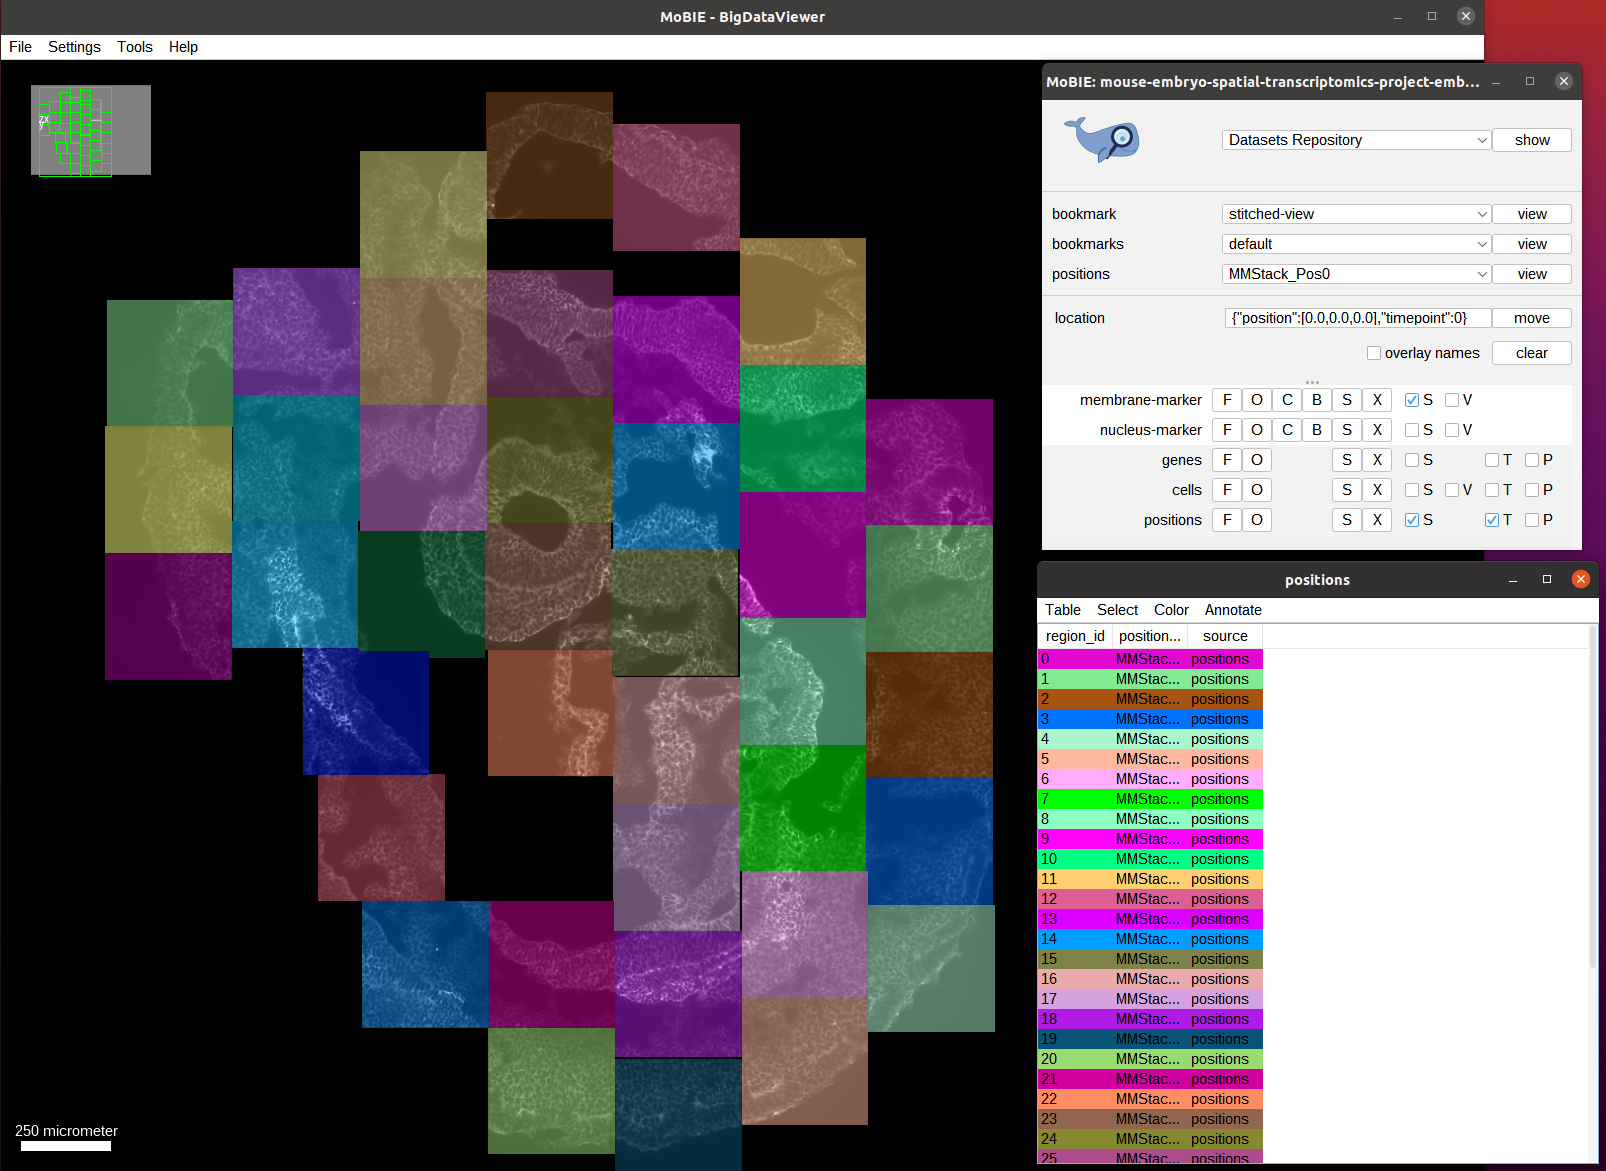 MoBIE - BigDataViewer
File Settings Tools Help
zx
y
250 micrometer
MoBIE: mouse-embryo-spatial-transcriptomics-project-emb...
Datasets Repository show
bookmark stitched-view view
bookmarks default view
positions MMStack_Pos0 view
location {"position":[0.0,0.0,0.0],"timepoint":0} move
overlay names clear
membrane-marker F O C B S X S V
nucleus-marker F O C B S X S V
genes F O S X S T P
cells F O S X S V T P
positions F O S X S T P
positions
Table Select Color Annotate
region_id position... source
0 MMStac... positions
1 MMStac... positions
2 MMStac... positions
3 MMStac... positions
4 MMStac... positions
5 MMStac... positions
6 MMStac... positions
7 MMStac... positions
8 MMStac... positions
9 MMStac... positions
10 MMStac... positions
11 MMStac... positions
12 MMStac... positions
13 MMStac... positions
14 MMStac... positions
15 MMStac... positions
16 MMStac... positions
17 MMStac... positions
18 MMStac... positions
19 MMStac... positions
20 MMStac... positions
21 MMStac... positions
22 MMStac... positions
23 MMStac... positions
24 MMStac... positions
25 MMStac... positions